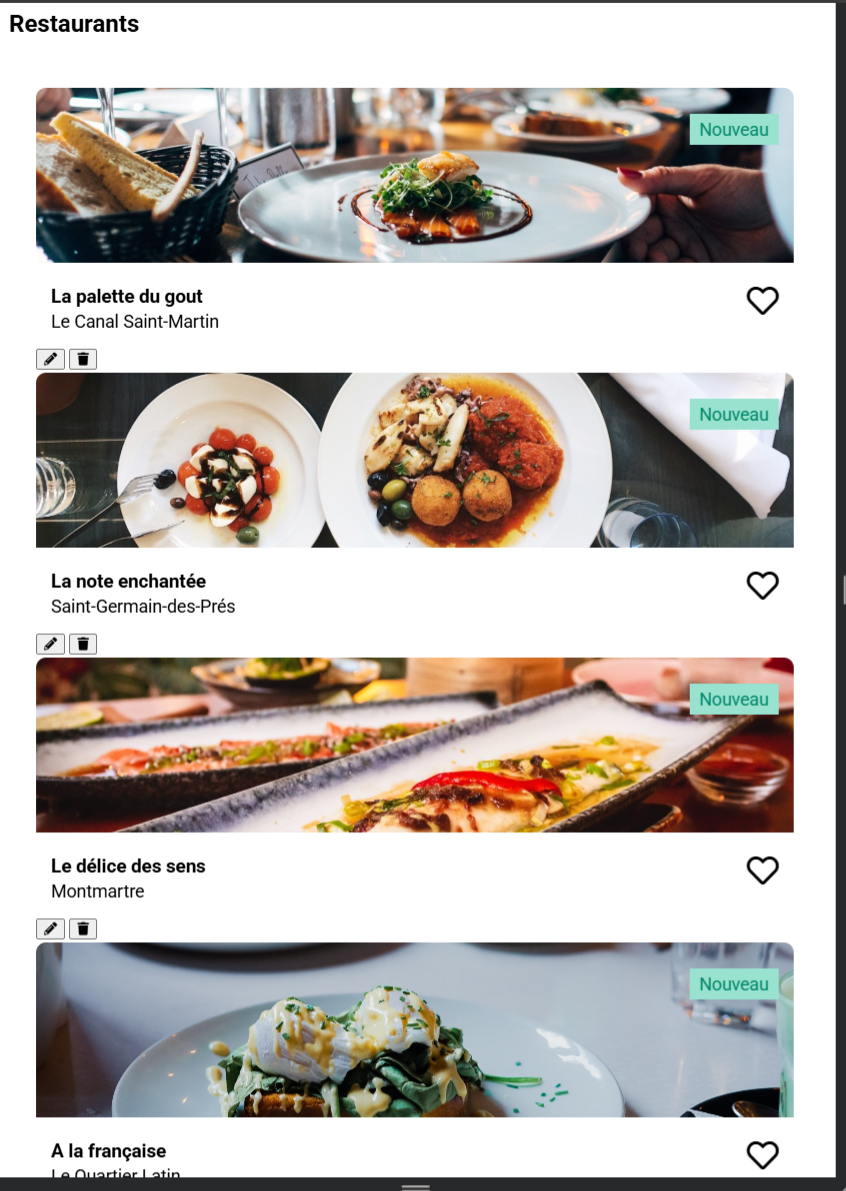 Restaurants
Nouveau
La palette du gout
Le Canal Saint-Martin
Nouveau
La note enchantée
Saint-Germain-des-Prés
Nouveau
Le délice des sens
Montmartre
Nouveau
A la française
Le Quartier Latin